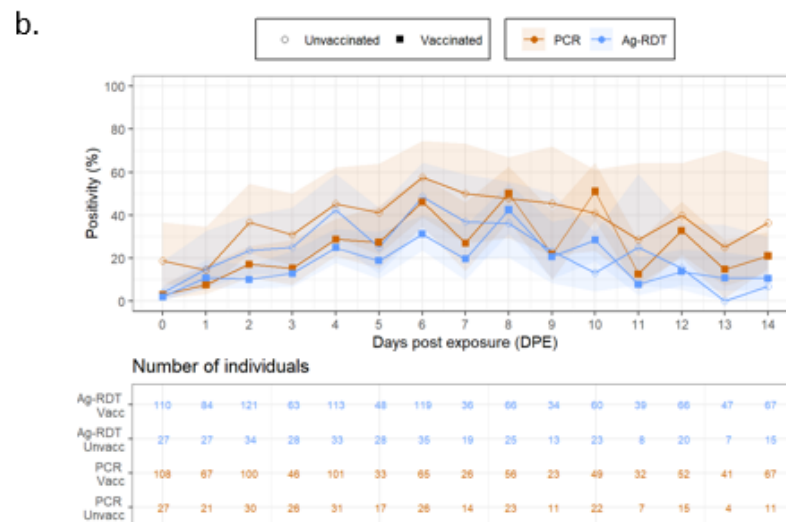 b.
Unvaccinated Vaccinated PCR Ag-RDT
Positivity (%)
100
80
60
40
20
0
0 1 2 3 4 5 6 7 8 9 10 11 12 13 14
Days post exposure (DPE)
Number of individuals
Ag-RDT
Vacc
110 84 121 63 113 48 119 36 66 34 60 39 66 47 67
Ag-RDT
Unvacc
27 27 34 28 33 28 35 19 25 13 23 8 20 7 15
PCR
Vacc
108 67 100 46 101 33 65 26 56 23 49 32 52 41 67
PCR
Unvacc
27 21 30 26 31 17 26 14 23 11 22 7 15 4 11